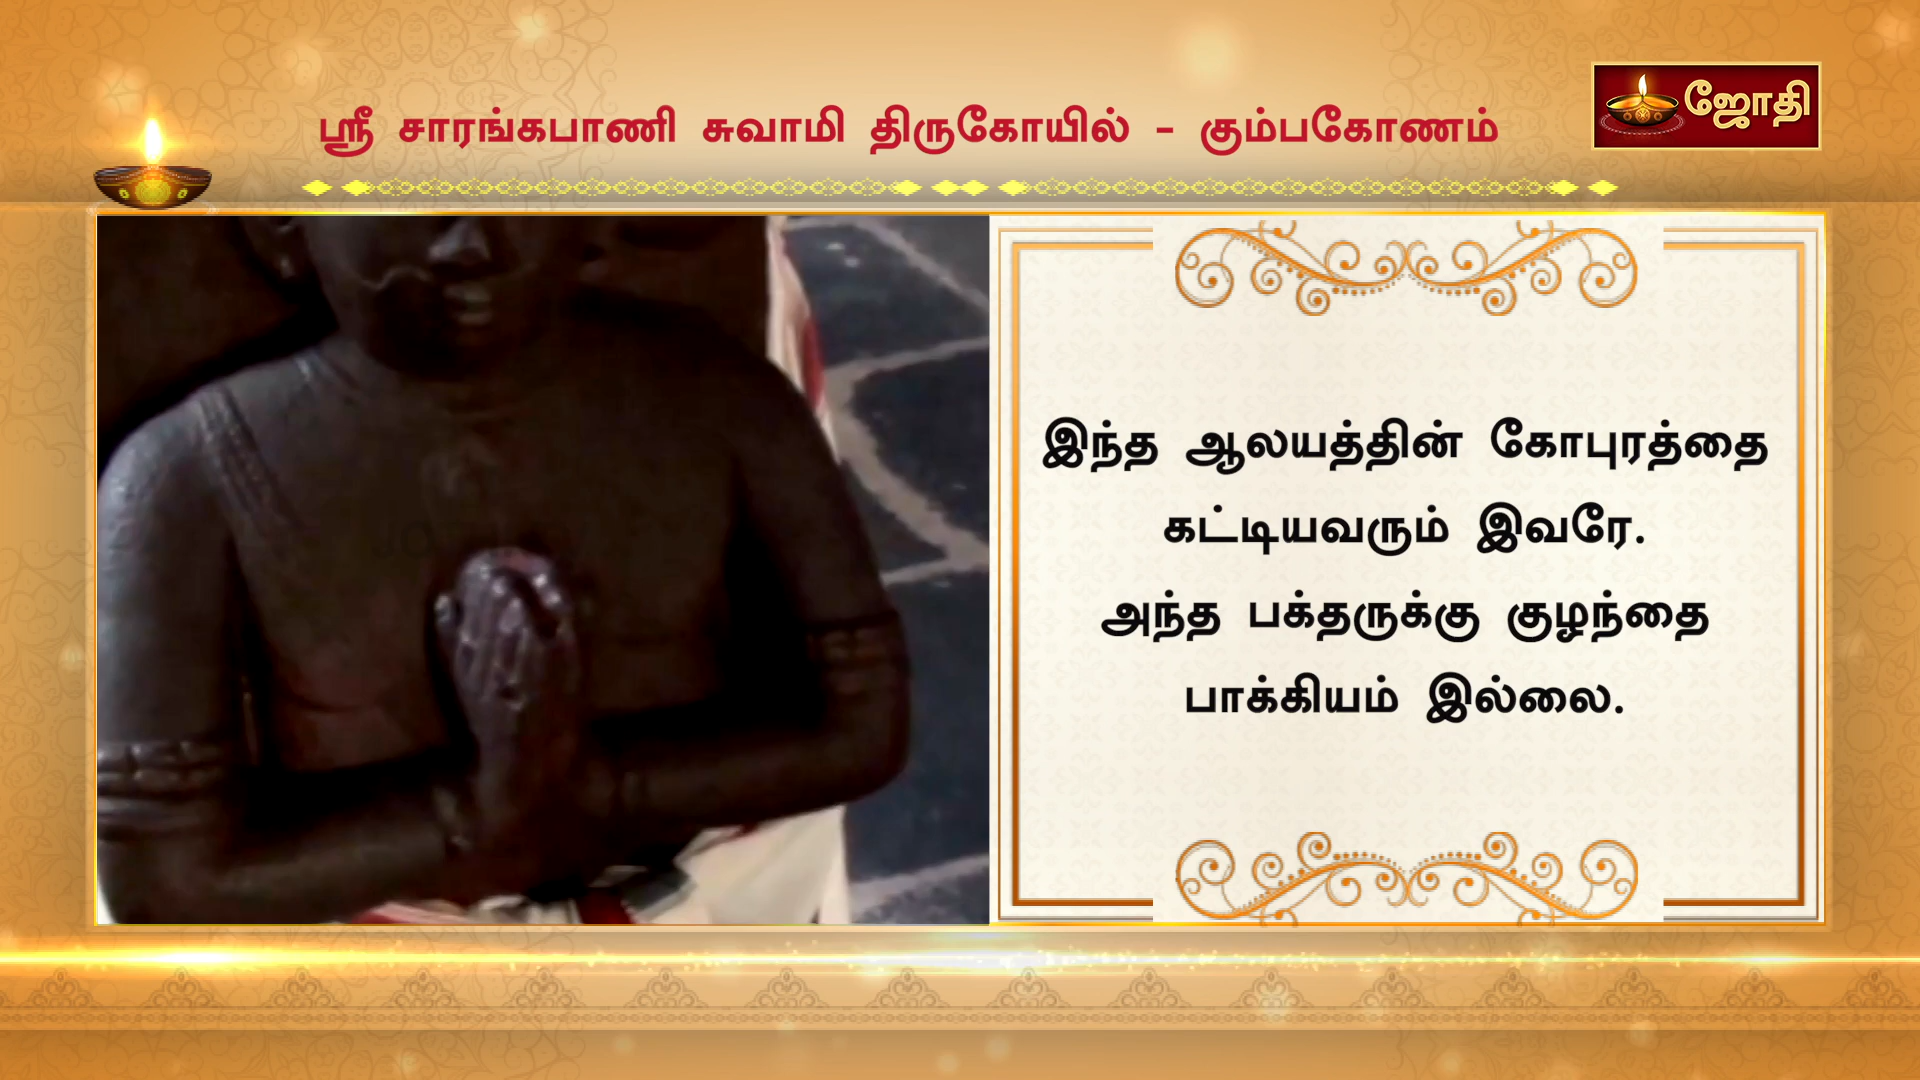 ஸ்ரீ சாரங்கபாணி சுவாமி திருகோயில் - கும்பகோணம்
ஜோதி
இந்த ஆலயத்தின் கோபுரத்தை
கட்டியவரும் இவரே.
அந்த பக்தருக்கு குழந்தை
பாக்கியம் இல்லை.